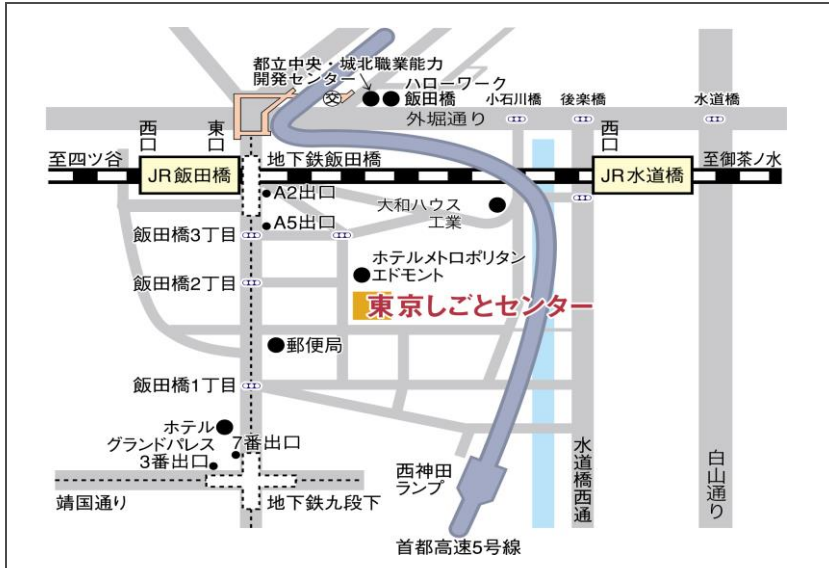 都立中央・城北職業能力
開発センター
交
ハローワーク
飯田橋
小石川橋
後楽橋
水道橋
外堀通り
西口
東口
西口
至四ツ谷
JR飯田橋
地下鉄飯田橋
JR水道橋
至御茶ノ水
A2出口
大和ハウス
工業
A5出口
飯田橋3丁目
ホテルメトロポリタン
エドモント
飯田橋2丁目
東京しごとセンター
郵便局
飯田橋1丁目
ホテル
グランドパレス
7番出口
3番出口
西神田
ランプ
水道橋西通
白山通り
靖国通り
地下鉄九段下
首都高速5号線